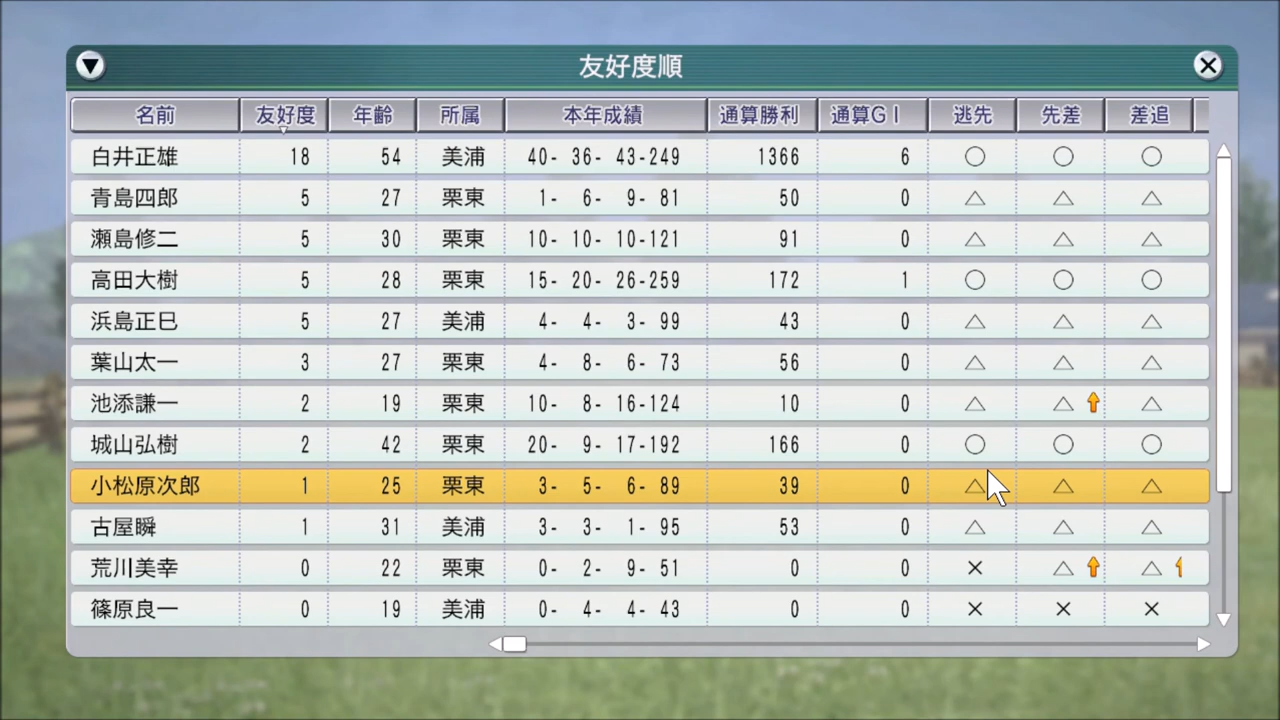 友好度順
名前 友好度 年齢 所属 本年成績 通算勝利 通算GⅠ 逃先 先差 差追
白井正雄 18 54 美浦 40- 36- 43-249 1366 6 ○ ○ ○
青島四郎 5 27 栗東 1- 6- 9- 81 50 0 △ △ △
瀬島修二 5 30 栗東 10- 10- 10-121 91 0 △ △ △
高田大樹 5 28 栗東 15- 20- 26-259 172 1 ○ ○ ○
浜島正巳 5 27 美浦 4- 4- 3- 99 43 0 △ △ △
葉山太一 3 27 栗東 4- 8- 6- 73 56 0 △ △ △
池添謙一 2 19 栗東 10- 8- 16-124 10 0 △ △ △
城山弘樹 2 42 栗東 20- 9- 17-192 166 0 ○ ○ ○
小松原次郎 1 25 栗東 3- 5- 6- 89 39 0 △ △ △
古屋瞬 1 31 美浦 3- 3- 1- 95 53 0 △ △ △
荒川美幸 0 22 栗東 0- 2- 9- 51 0 0 × △ △
篠原良一 0 19 美浦 0- 4- 4- 43 0 0 × × ×